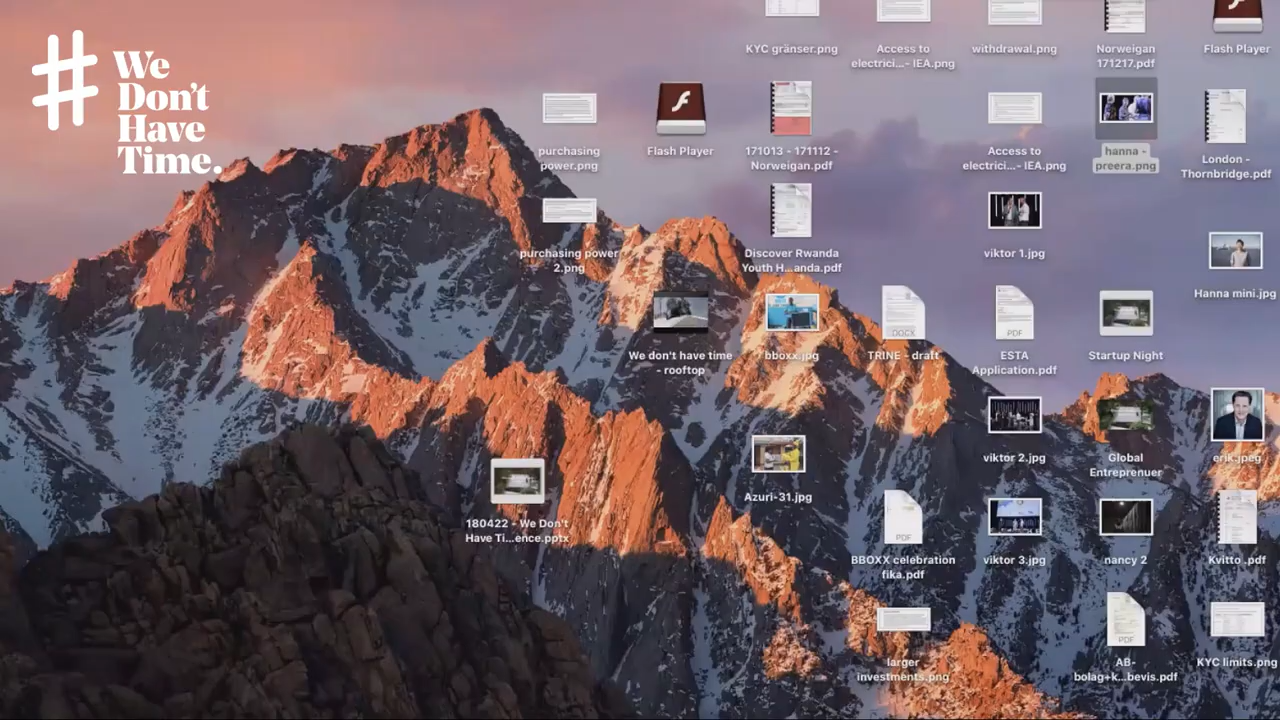 #We
Don't
Have
Time.
KYC gränser.png
Access to
electrici...- IEA.png
withdrawal.png
Norweigan
171217.pdf
Flash Player
purchasing
power.png
Flash Player
171013 - 171112 -
Norweigan.pdf
Access to
electrici...- IEA.png
hanna -
preera.png
London -
Thornbridge.pdf
purchasing power
2.png
Discover Rwanda
Youth H...anda.pdf
viktor 1.jpg
Hanna mini.jpg
We don't have time
- rooftop
bboxx.jpg
DOCX
TRINE - draft
PDF
ESTA
Application.pdf
Startup Night
viktor 2.jpg
Global
Entreprenuer
erik.jpeg
180422 - We Don't
Have Ti...ence.pptx
Azuri-31.jpg
PDF
BBOXX celebration
fika.pdf
viktor 3.jpg
nancy 2
Kvitto .pdf
larger
investments.png
PDF
AB-
bolag+k...bevis.pdf
KYC limits.png